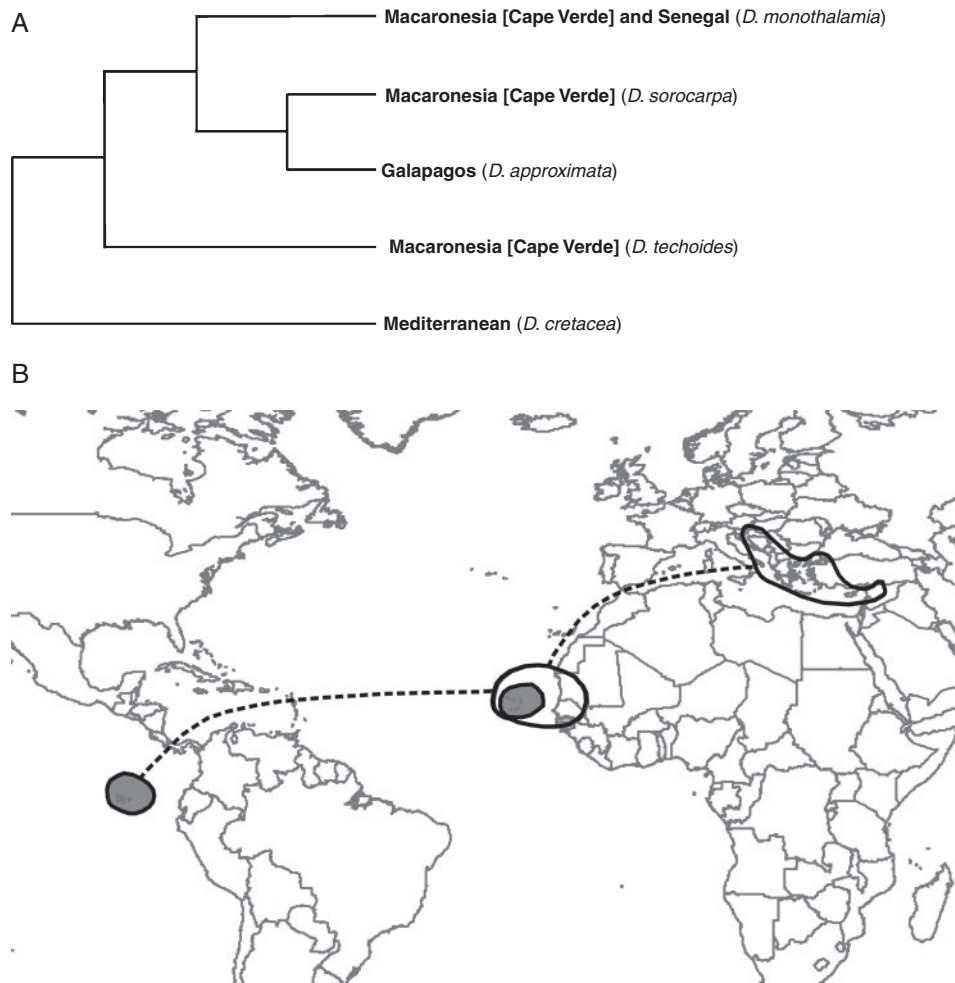 A
Macaronesia [Cape Verde] and Senegal (D. monothalamia)
Macaronesia [Cape Verde] (D. sorocarpa)
Galapagos (D. approximata)
Macaronesia [Cape Verde] (D. techoides)
Mediterranean (D. cretacea)
B